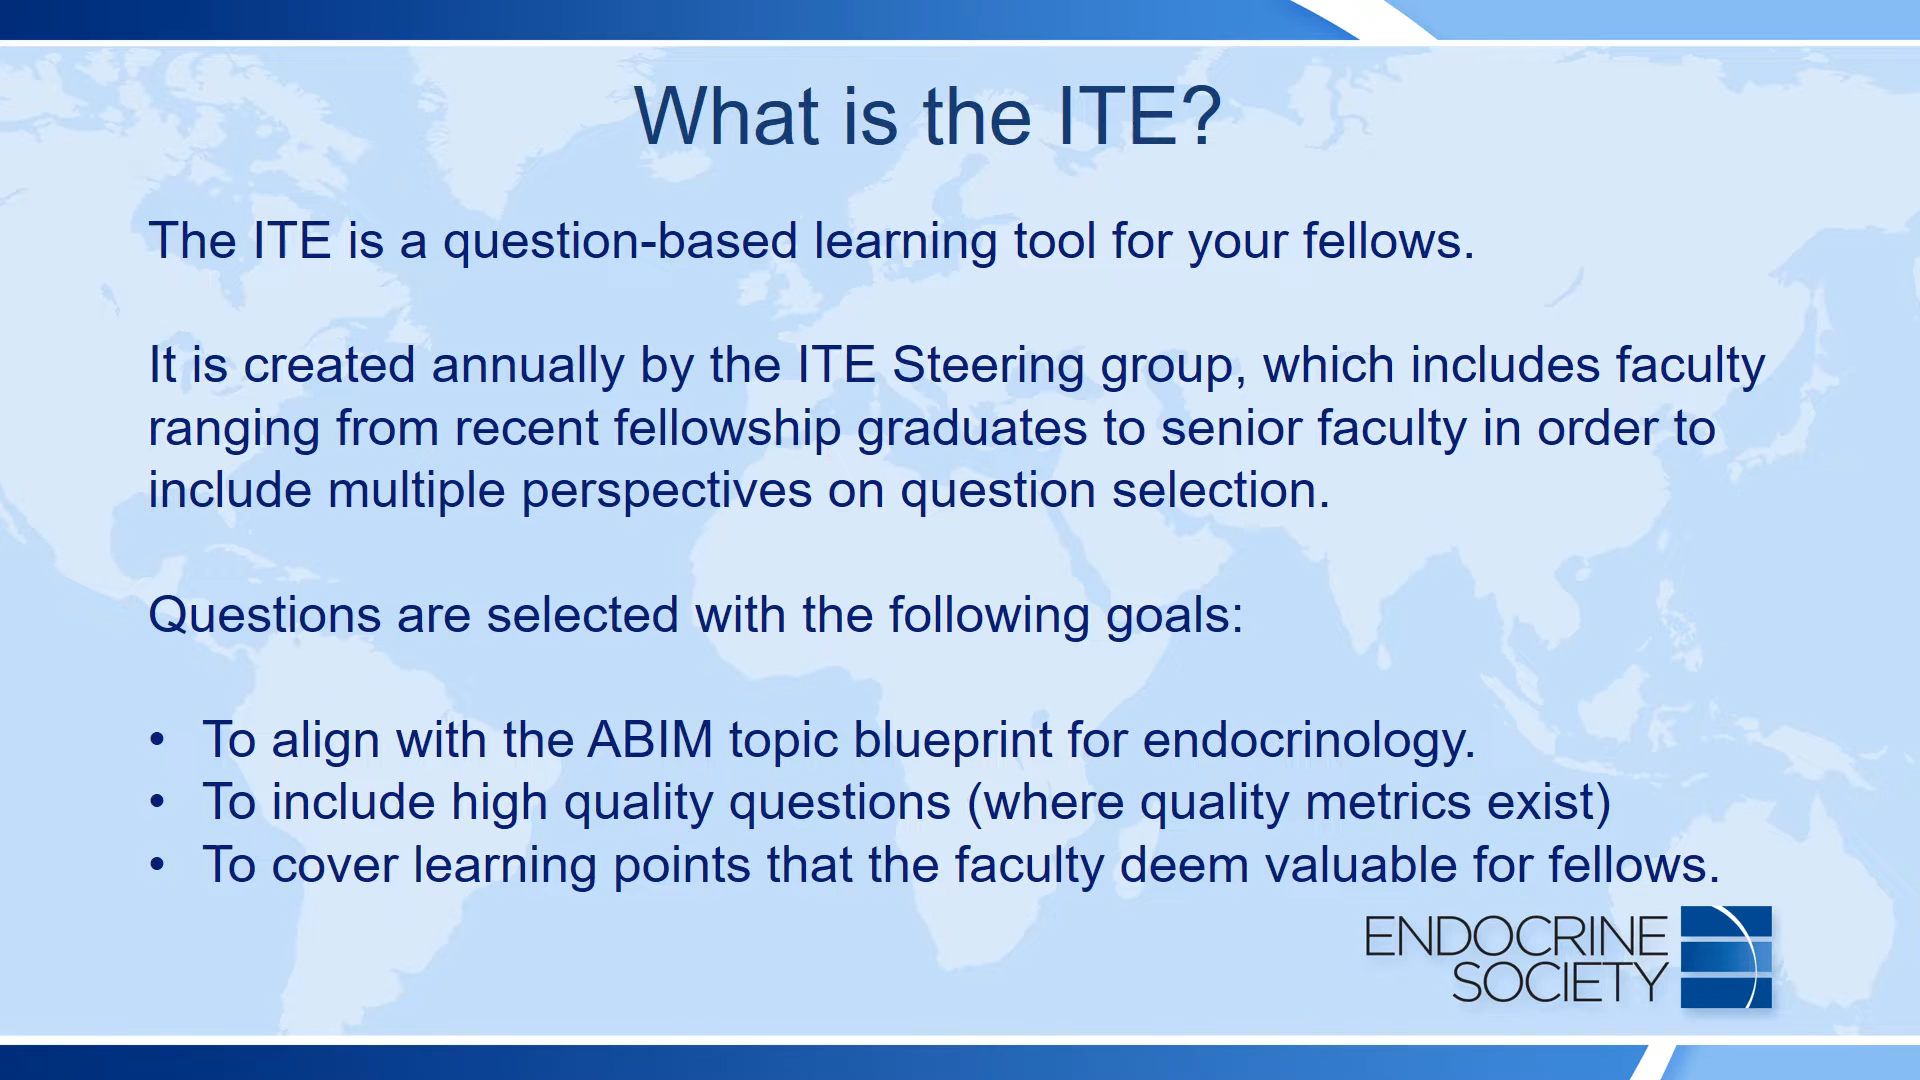 What is the ITE?
The ITE is a question-based learning tool for your fellows.
It is created annually by the ITE Steering group, which includes faculty
ranging from recent fellowship graduates to senior faculty in order to
include multiple perspectives on question selection.
Questions are selected with the following goals:
• To align with the ABIM topic blueprint for endocrinology.
• To include high quality questions (where quality metrics exist)
• To cover learning points that the faculty deem valuable for fellows.
ENDOCRINE
SOCIETY